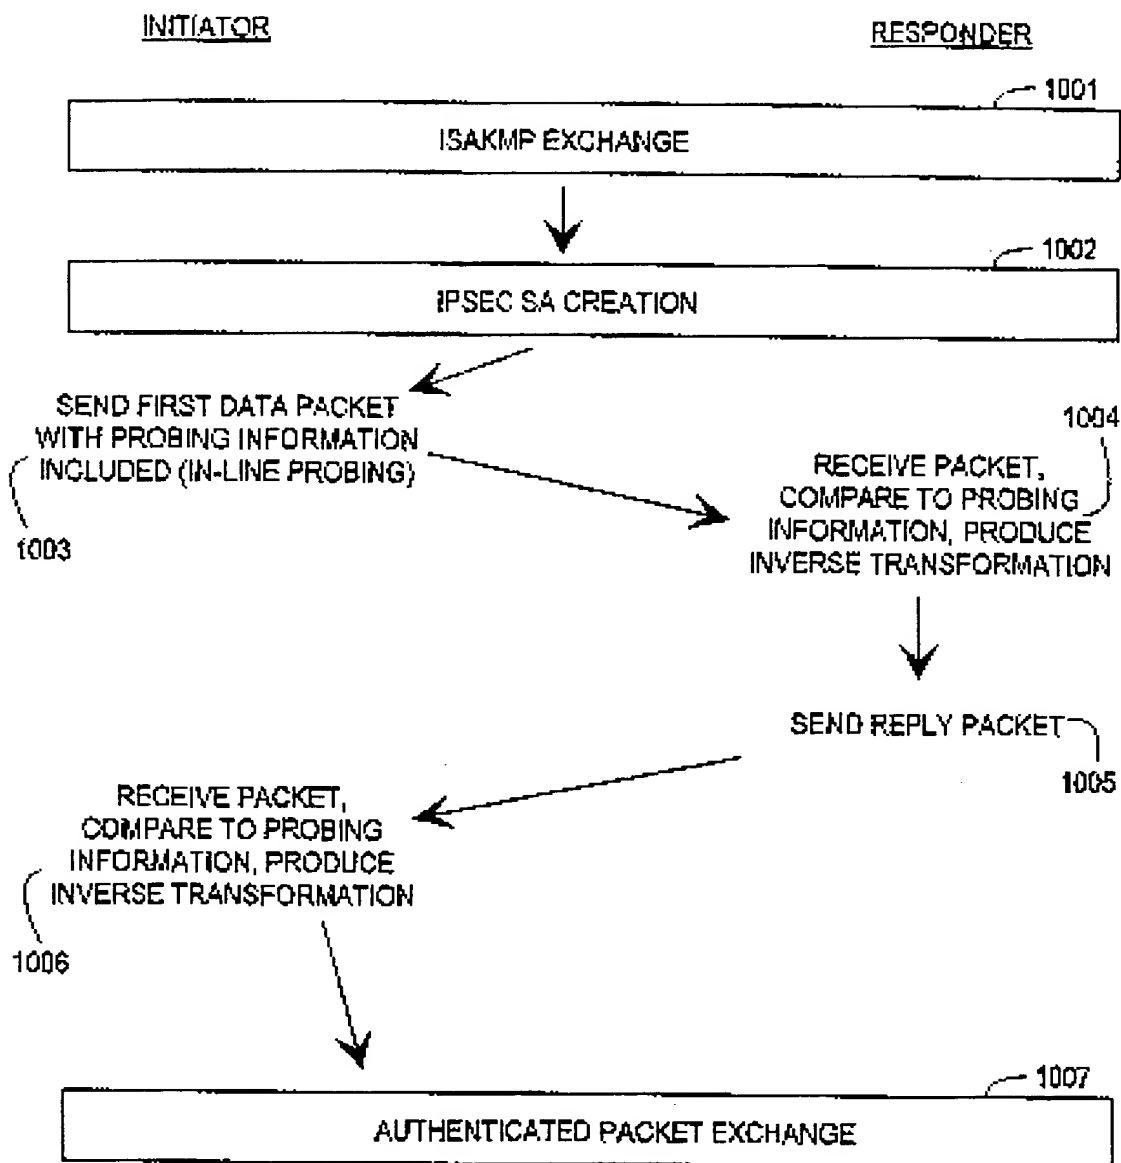 INITIATOR
RESPONDER
1001
ISAKMP EXCHANGE
1002
IPSEC SA CREATION
SEND FIRST DATA PACKET
WITH PROBING INFORMATION
INCLUDED (IN-LINE PROBING)
1003
1004
RECEIVE PACKET,
COMPARE TO PROBING
INFORMATION, PRODUCE
INVERSE TRANSFORMATION
SEND REPLY PACKET
1005
RECEIVE PACKET,
COMPARE TO PROBING
INFORMATION, PRODUCE
INVERSE TRANSFORMATION
1006
1007
AUTHENTICATED PACKET EXCHANGE